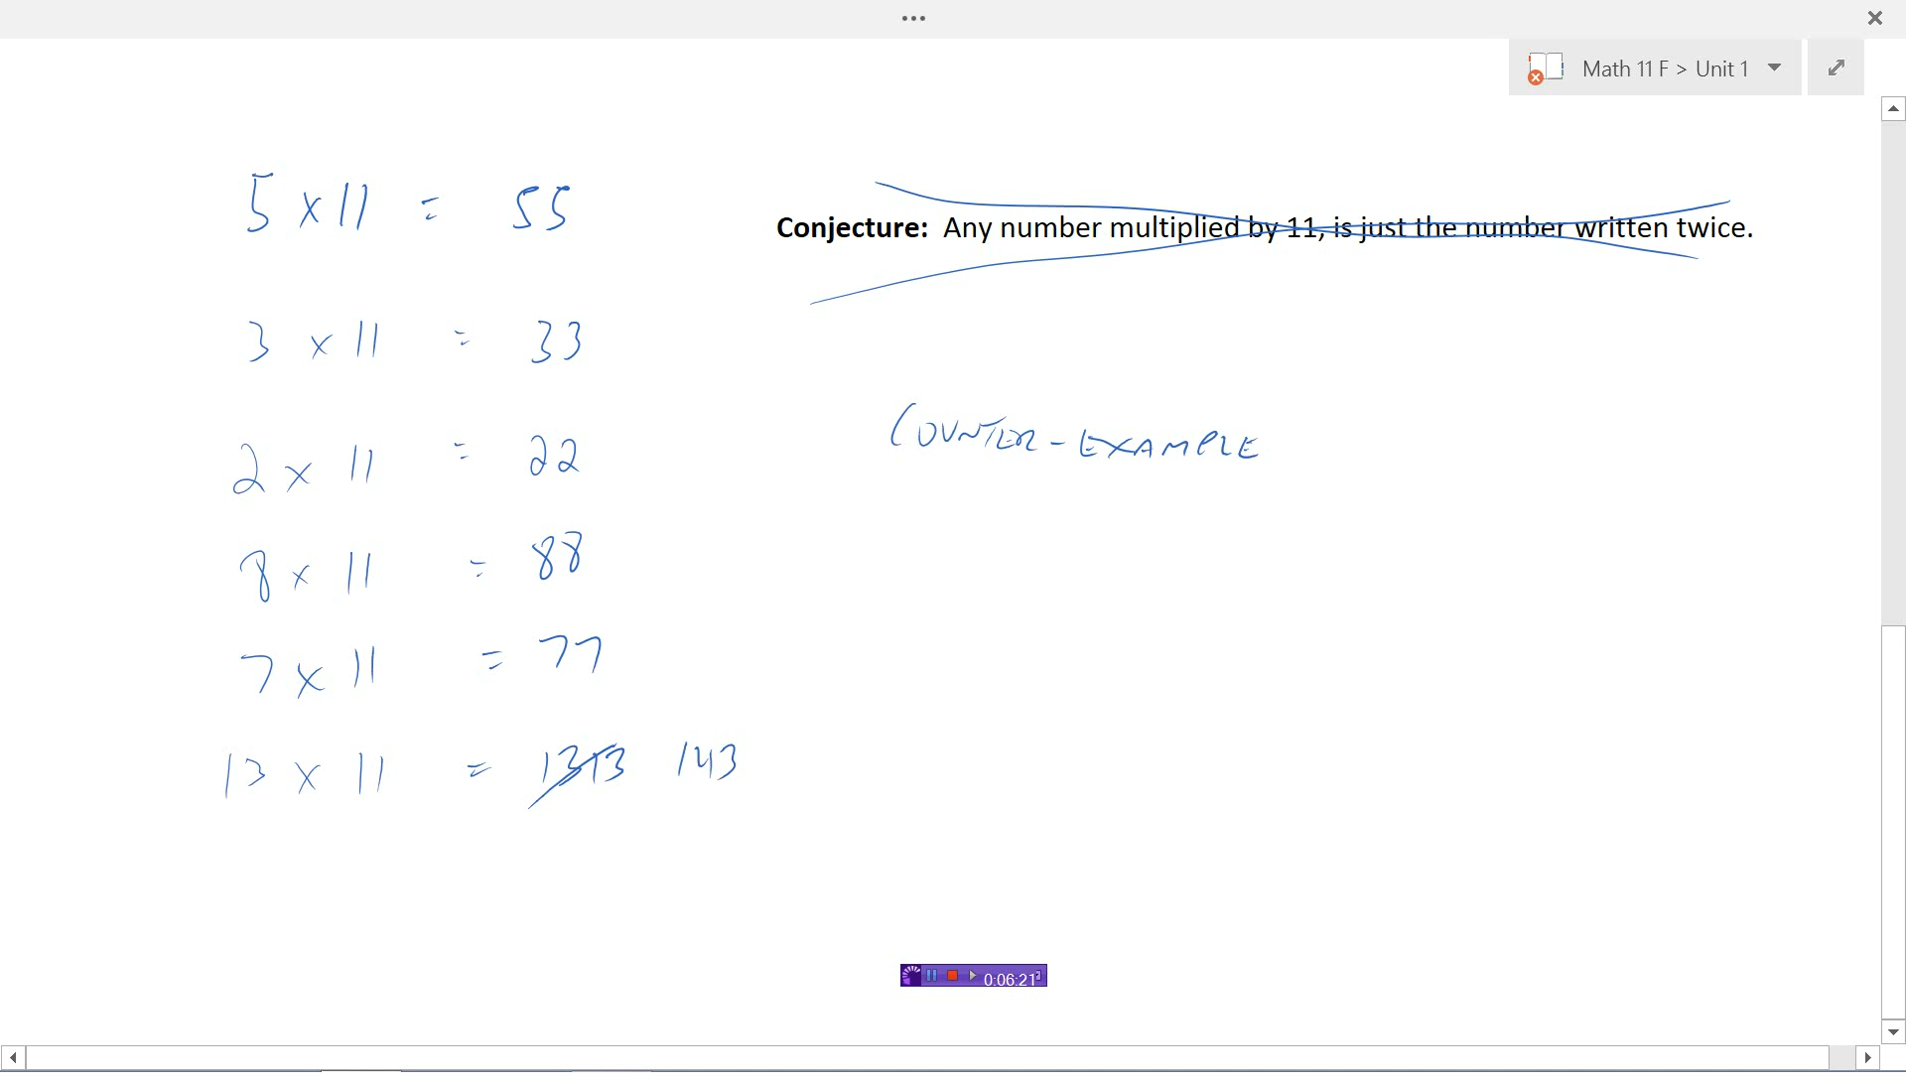 Math 11 F > Unit 1
5 x 11 = 55
Conjecture: Any number multiplied by 11, is just the number written twice.
3 x 11 = 33
COUNTER-EXAMPLE
2 x 11 = 22
8 x 11 = 88
7 x 11 = 77
13 x 11 = 1313 143
0:06:21